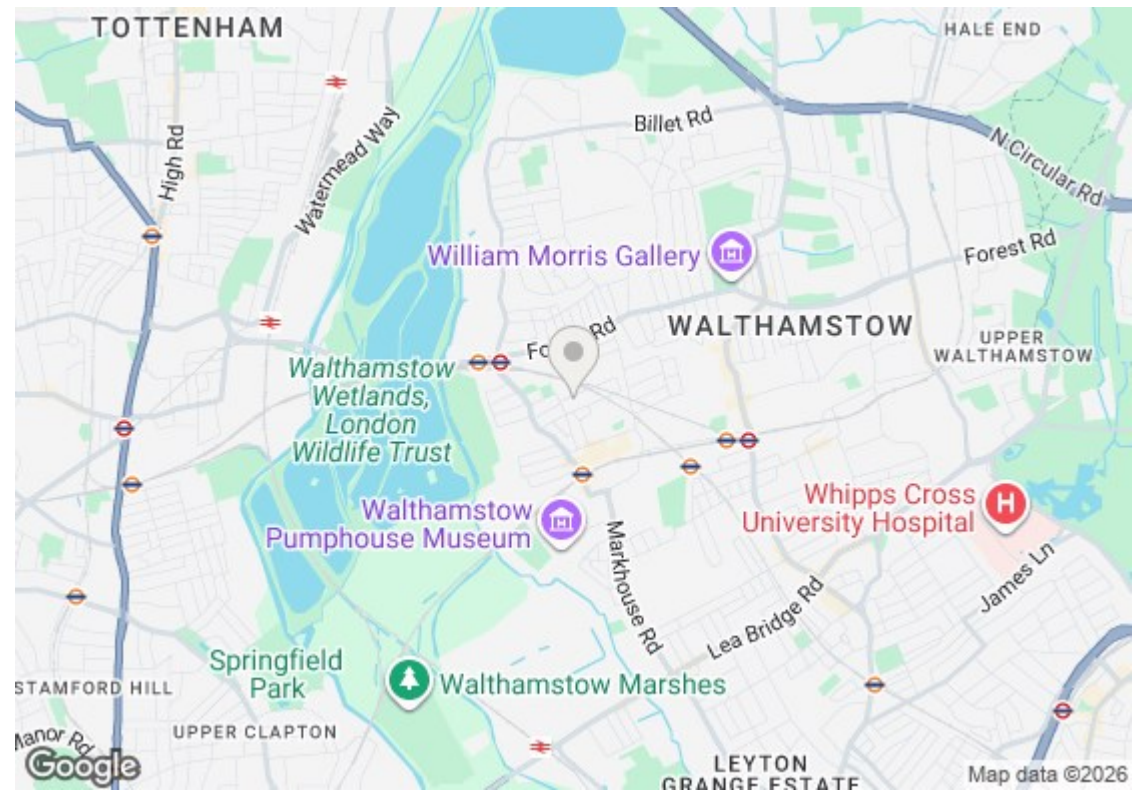 TOTTENHAM
HALE END
Billet Rd
High Rd
Watermead Way
N Circular Rd
William Morris Gallery
Forest Rd
WALTHAMSTOW
UPPER
WALTHAMSTOW
Rd
Walthamstow
Wetlands,
London
Wildlife Trust
Whipps Cross
University Hospital
H
Walthamstow
Pumphouse Museum
Markhouse Rd
James Ln
Lea Bridge Rd
Springfield
Park
STAMFORD HILL
Walthamstow Marshes
UPPER CLAPTON
Manor Rd
LEYTON
GRANGE ESTATE
Google
Map data ©2026